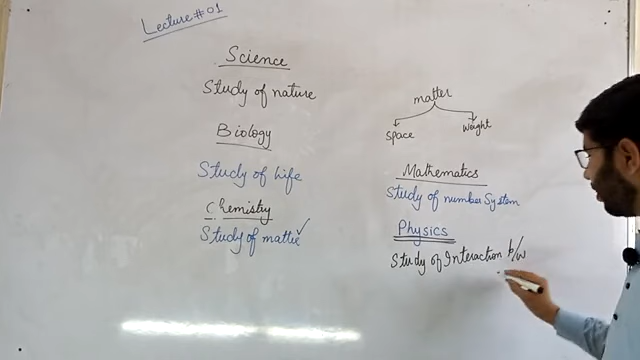 Lecture # 01
Science
Study of nature
Biology
Study of Life
Chemistry
Study of matter
matter
space weight
Mathematics
Study of number System
Physics
Study of Interaction b/w